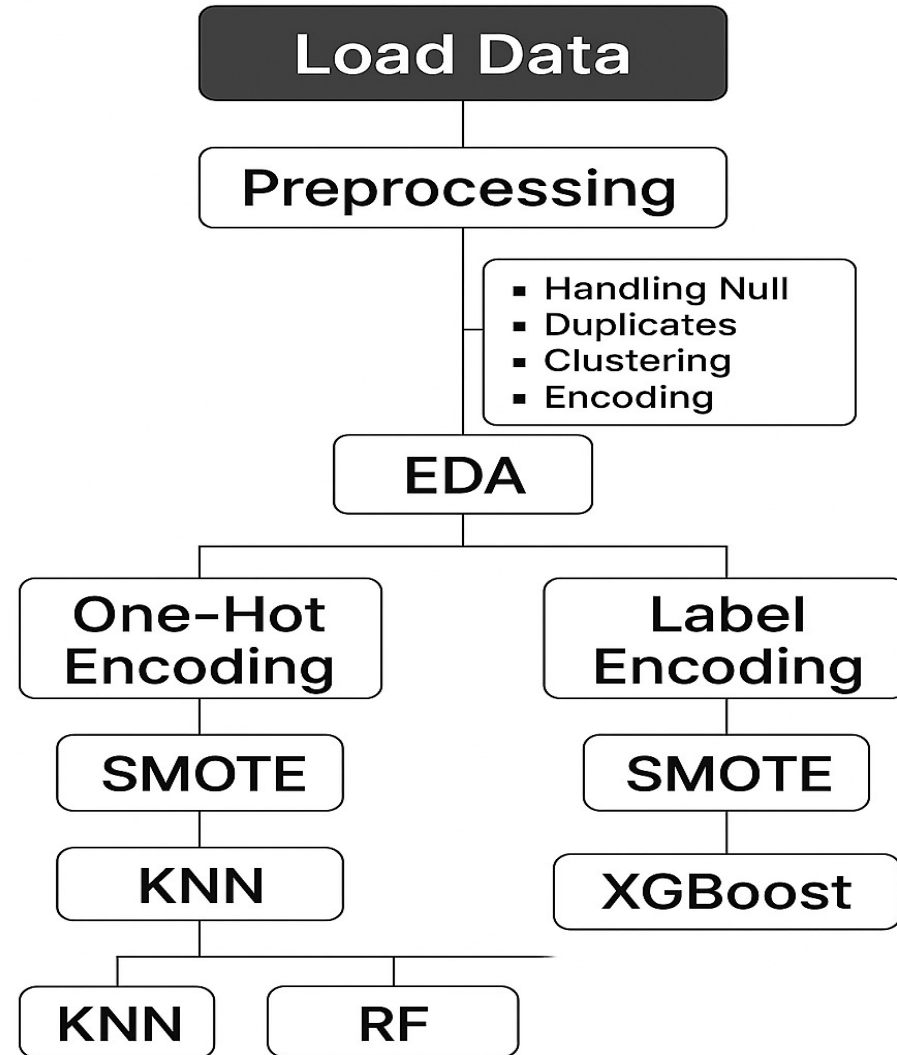 Load Data
Preprocessing
▪ Handling Null
▪ Duplicates
▪ Clustering
▪ Encoding
EDA
One-Hot
Encoding
Label
Encoding
SMOTE
SMOTE
KNN
XGBoost
KNN
RF